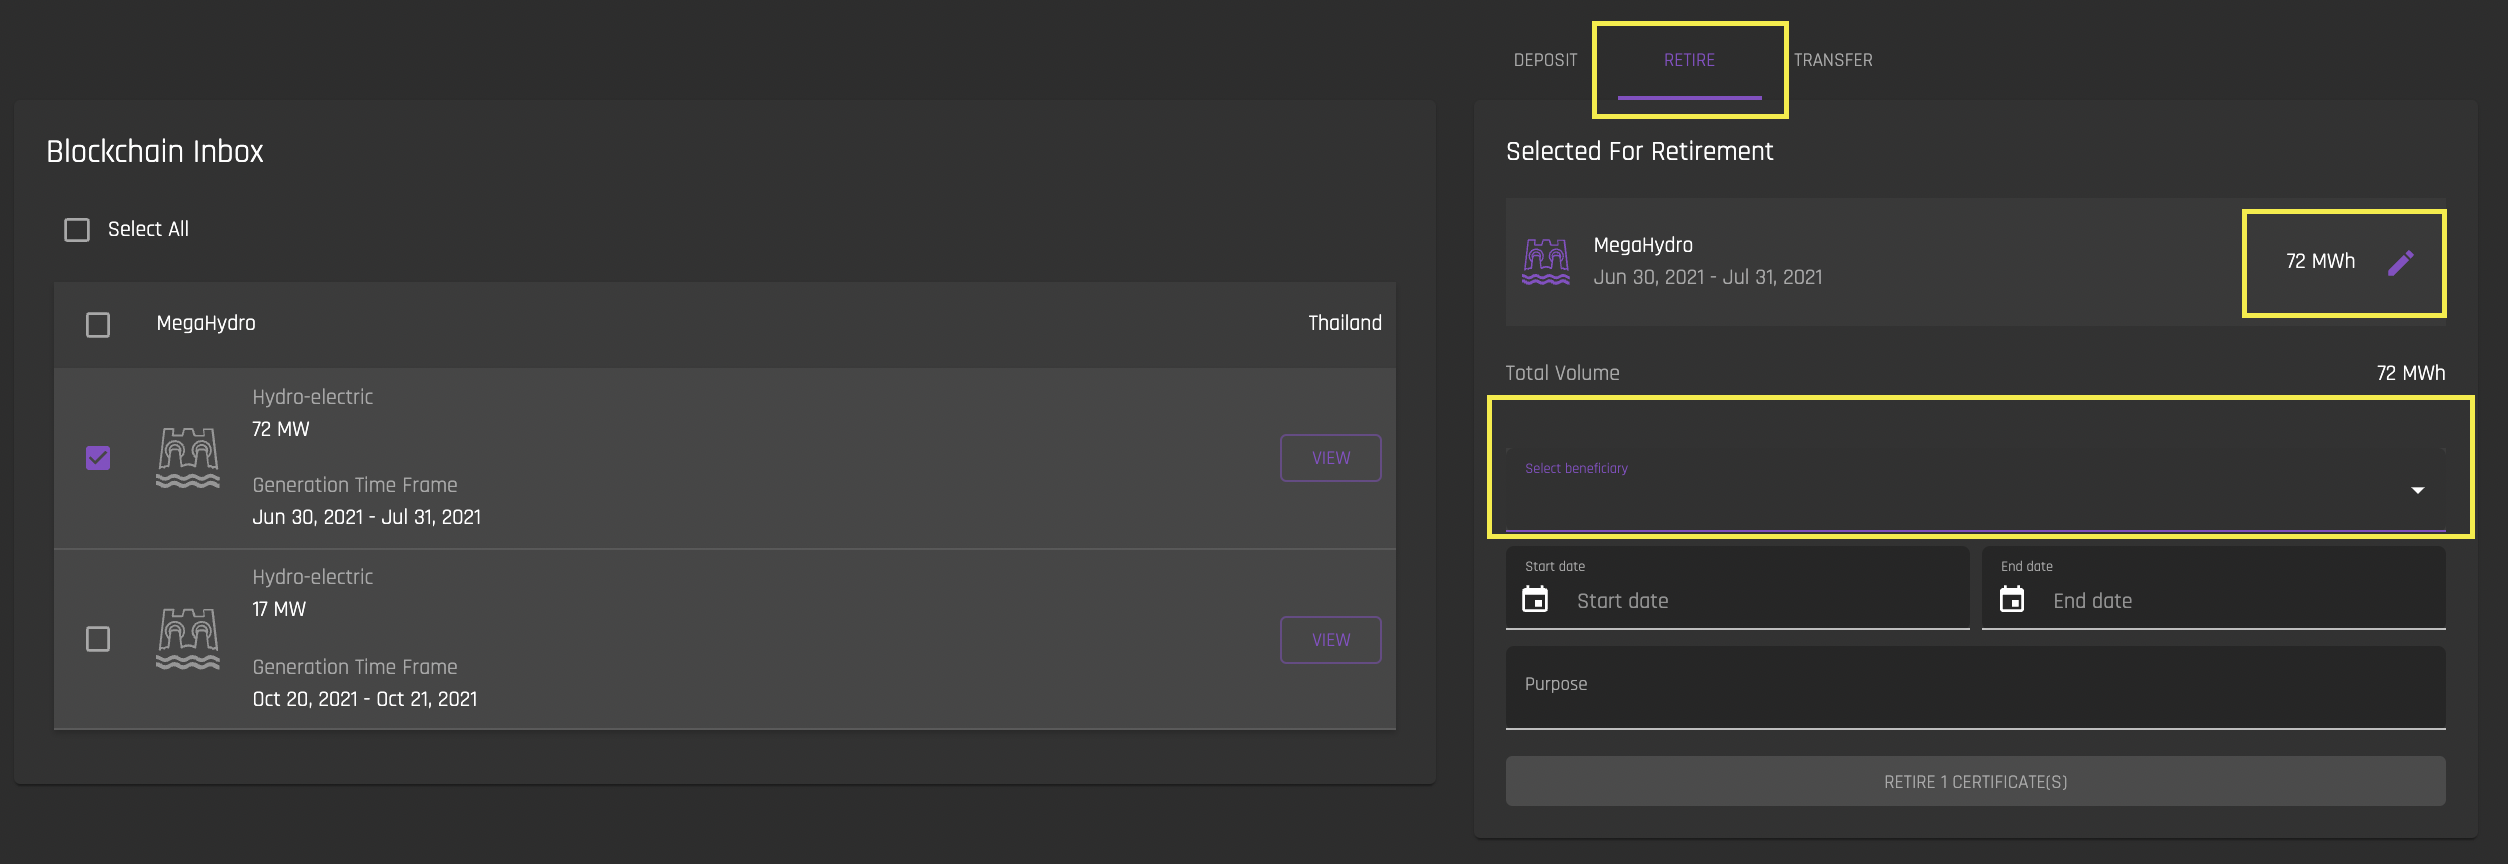 DEPOSIT
RETIRE
TRANSFER
Blockchain Inbox
Select All
MegaHydro
Thailand
Hydro-electric
72 MW
Generation Time Frame
Jun 30, 2021 - Jul 31, 2021
VIEW
Hydro-electric
17 MW
Generation Time Frame
Oct 20, 2021 - Oct 21, 2021
VIEW
Selected For Retirement
MegaHydro
Jun 30, 2021 - Jul 31, 2021
72 MWh
Total Volume
72 MWh
Select beneficiary
Start date
Start date
End date
End date
Purpose
RETIRE 1 CERTIFICATE(S)